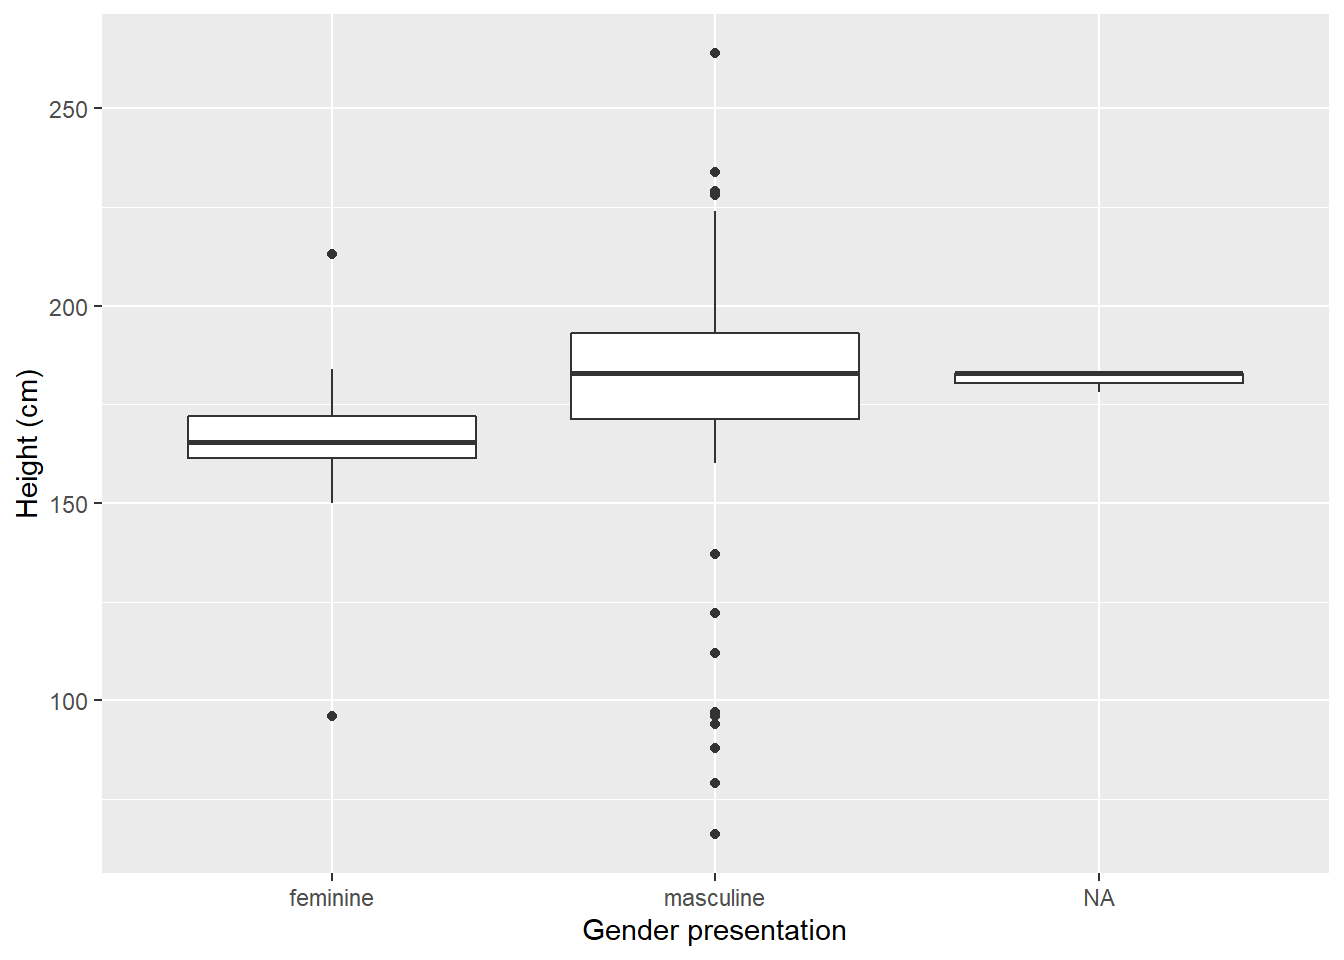 250
200
150
100
Height (cm)
feminine masculine NA
Gender presentation